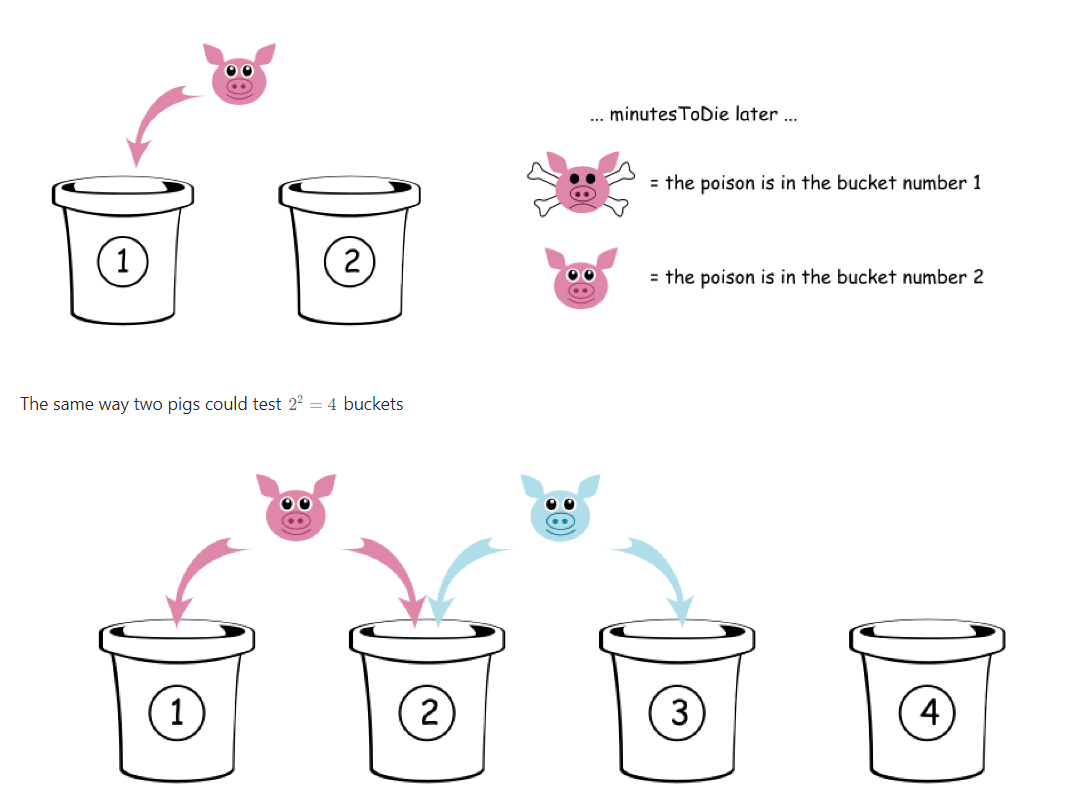 ... minutesToDie later ...
= the poison is in the bucket number 1
1
2
= the poison is in the bucket number 2
The same way two pigs could test 2² = 4 buckets
1
2
3
4